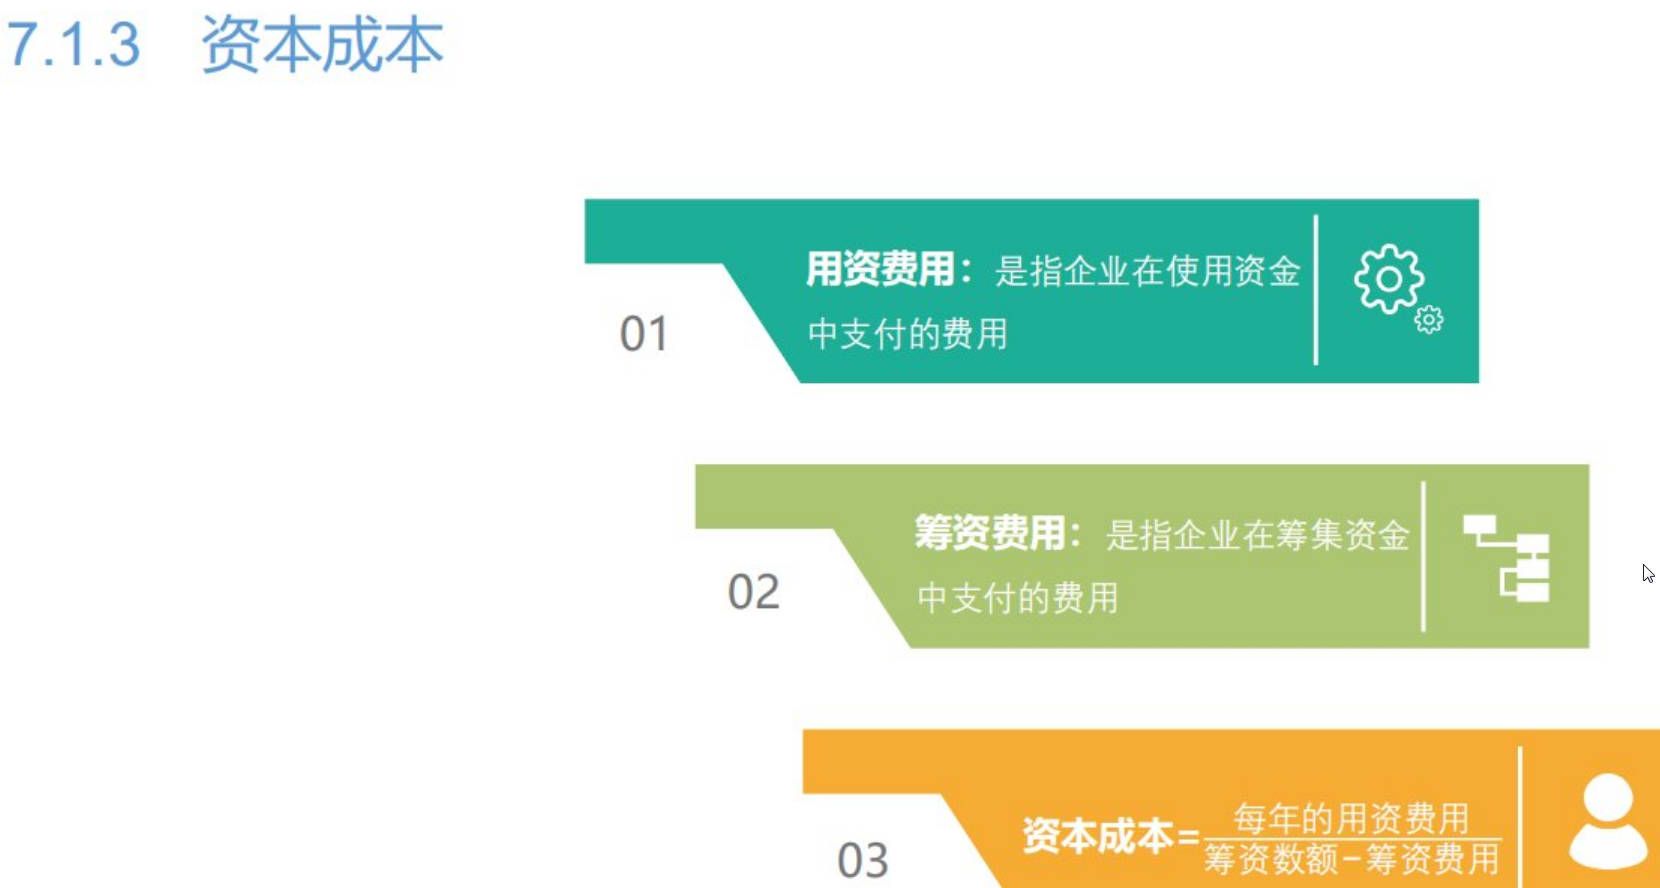 7.1.3 资本成本
用资费用：是指企业在使用资金
中支付的费用
01
筹资费用：是指企业在筹集资金
中支付的费用
02
资本成本=每年的用资费用
筹资数额-筹资费用
03